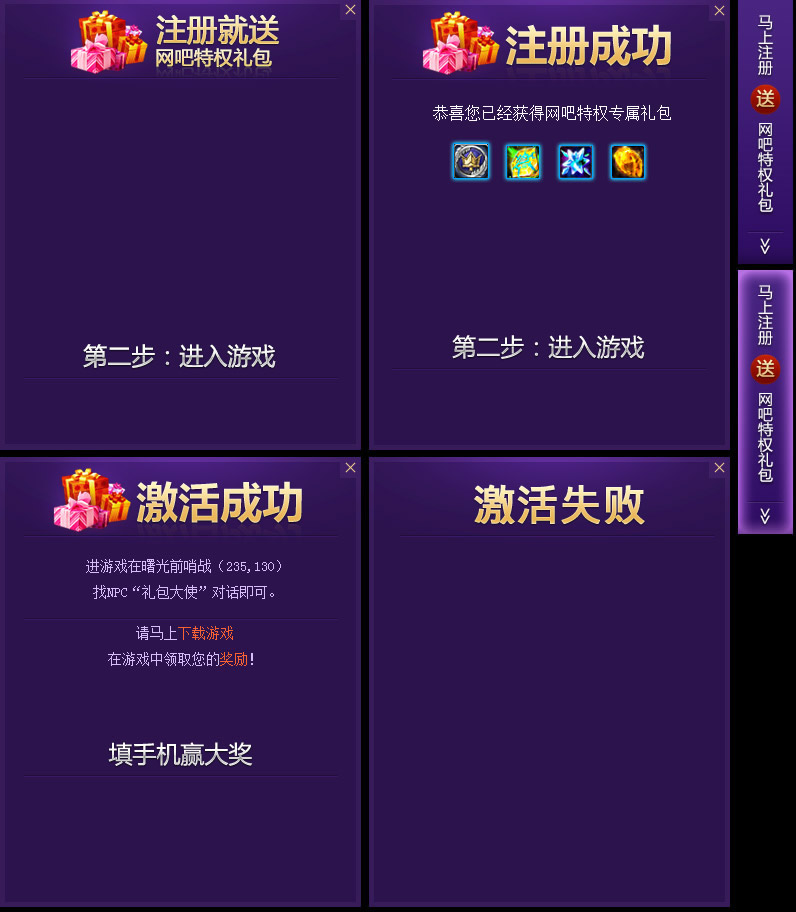 注册就送
网吧特权礼包
第二步：进入游戏
注册成功
恭喜您已经获得网吧特权专属礼包
第二步：进入游戏
马上注册
送
网吧特权礼包
马上注册
送
网吧特权礼包
激活成功
进游戏在曙光前哨战（235,130）
找NPC“礼包大使”对话即可。
请马上下载游戏
在游戏中领取您的奖励!
填手机赢大奖
激活失败